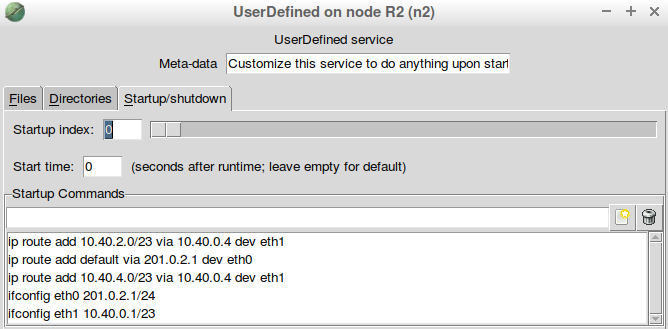 UserDefined on node R2 (n2)
UserDefined service
Meta-data Customize this service to do anything upon start
Files Directories Startup/shutdown
Startup index: 0
Start time: 0 (seconds after runtime; leave empty for default)
Startup Commands
ip route add 10.40.2.0/23 via 10.40.0.4 dev eth1
ip route add default via 201.0.2.1 dev eth0
ip route add 10.40.4.0/23 via 10.40.0.4 dev eth1
ifconfig eth0 201.0.2.1/24
ifconfig eth1 10.40.0.1/23